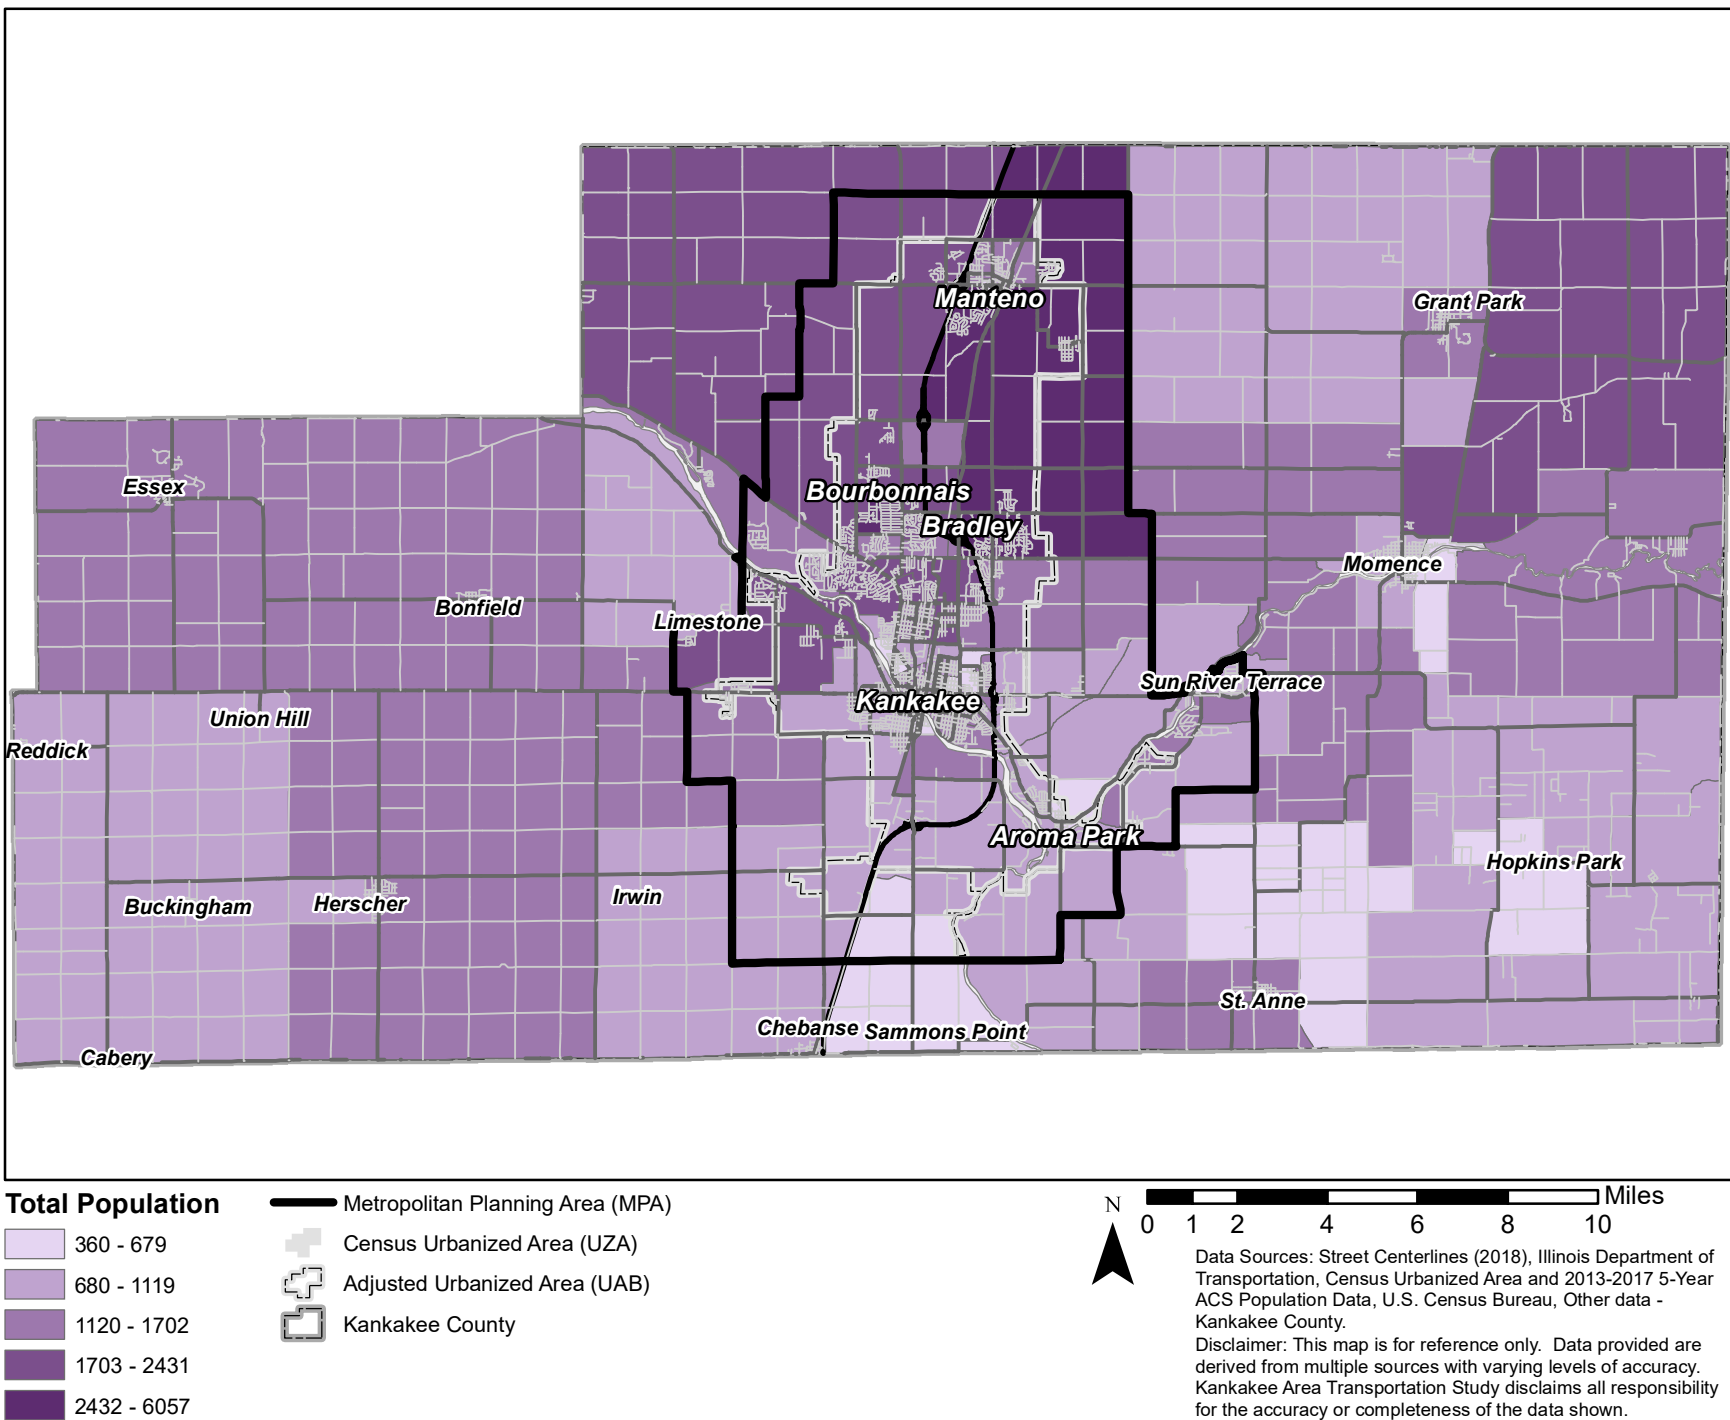 Manteno
Grant Park
Essex
Bourbonnais
Bradley
Momence
Bonfield
Limestone
Sun River Terrace
Kankakee
Union Hill
Reddick
Aroma Park
Hopkins Park
Buckingham
Herscher
Irwin
St. Anne
Chebanse
Sammons Point
Cabery
Total Population
360 - 679
680 - 1119
1120 - 1702
1703 - 2431
2432 - 6057
Metropolitan Planning Area (MPA)
Census Urbanized Area (UZA)
Adjusted Urbanized Area (UAB)
Kankakee County
N
Miles
0 1 2 4 6 8 10
Data Sources: Street Centerlines (2018), Illinois Department of
Transportation, Census Urbanized Area and 2013-2017 5-Year
ACS Population Data, U.S. Census Bureau, Other data -
Kankakee County.
Disclaimer: This map is for reference only. Data provided are
derived from multiple sources with varying levels of accuracy.
Kankakee Area Transportation Study disclaims all responsibility
for the accuracy or completeness of the data shown.